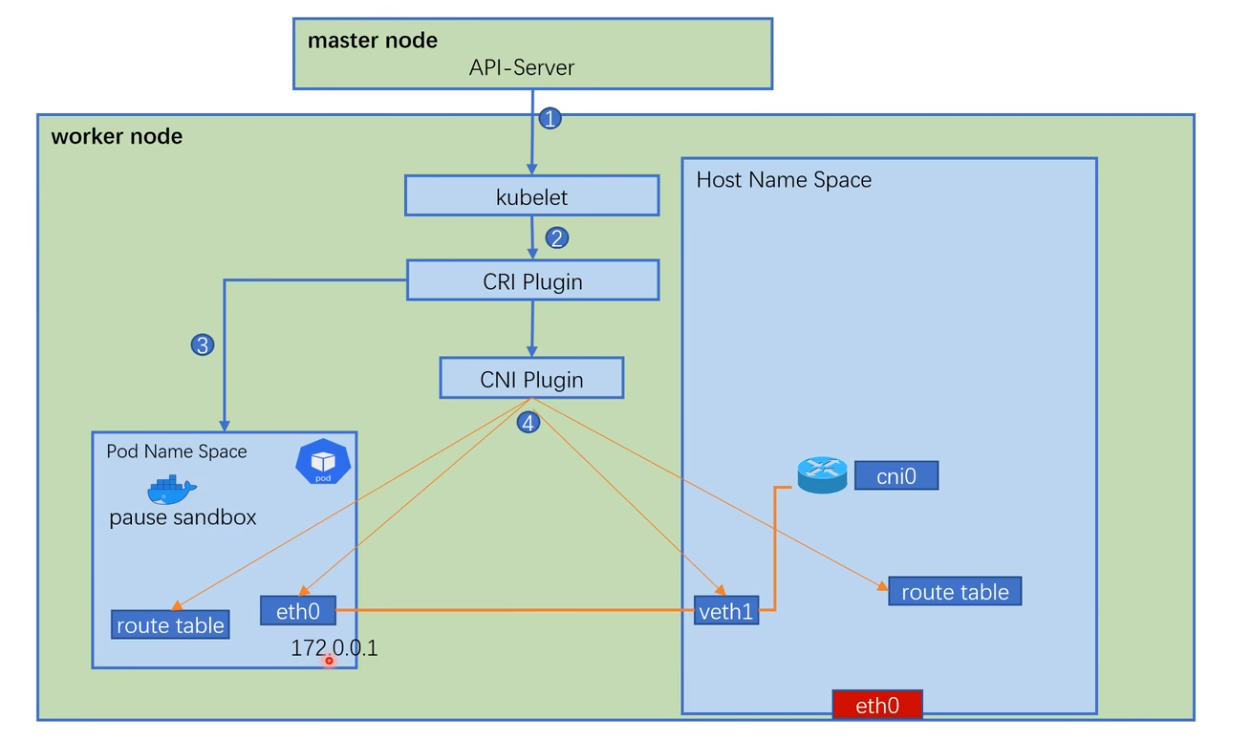 master node
API-Server
1
worker node
Host Name Space
kubelet
2
CRI Plugin
3
CNI Plugin
4
Pod Name Space
pod
pause sandbox
cni0
route table
eth0
veth1
route table
172.0.0.1
eth0